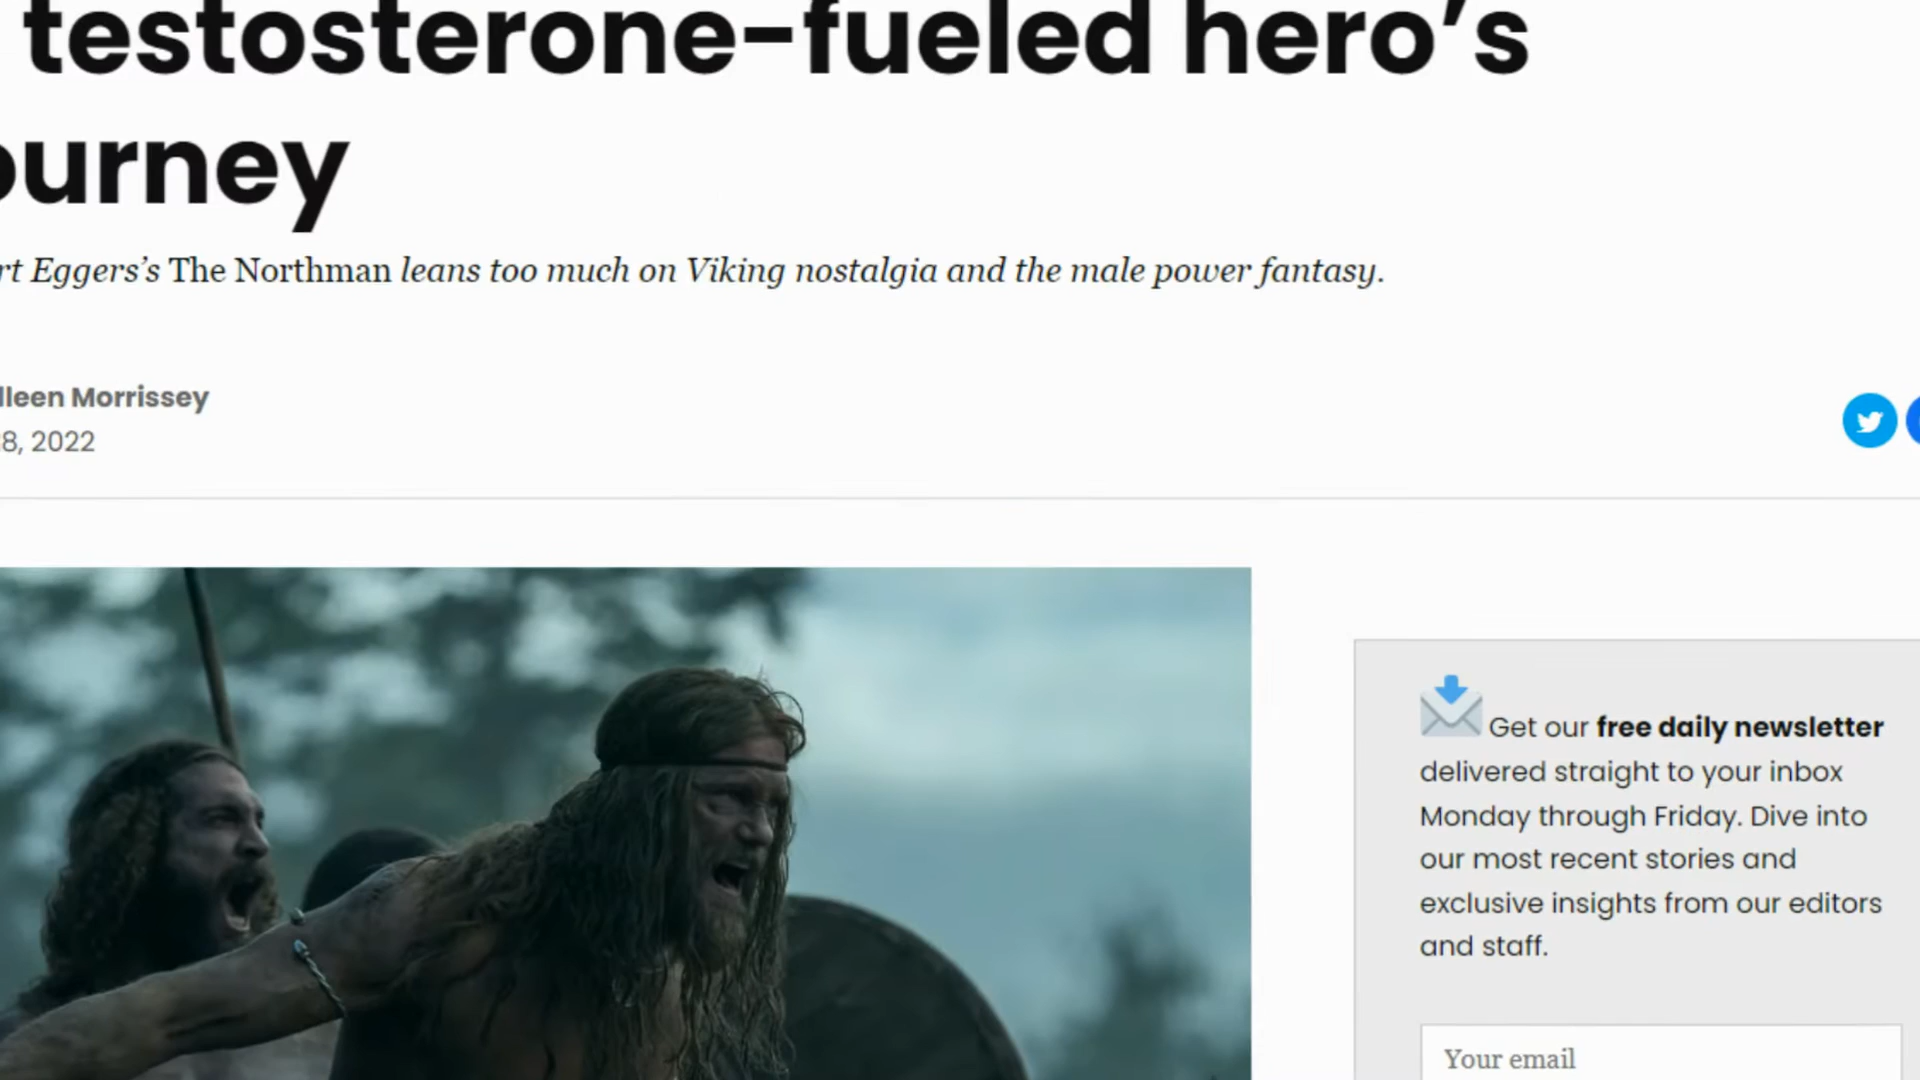 testosterone-fueled hero's
ourney
rt Eggers's The Northman leans too much on Viking nostalgia and the male power fantasy.
lleen Morrissey
8, 2022
Get our free daily newsletter
delivered straight to your inbox
Monday through Friday. Dive into
our most recent stories and
exclusive insights from our editors
and staff.
Your email